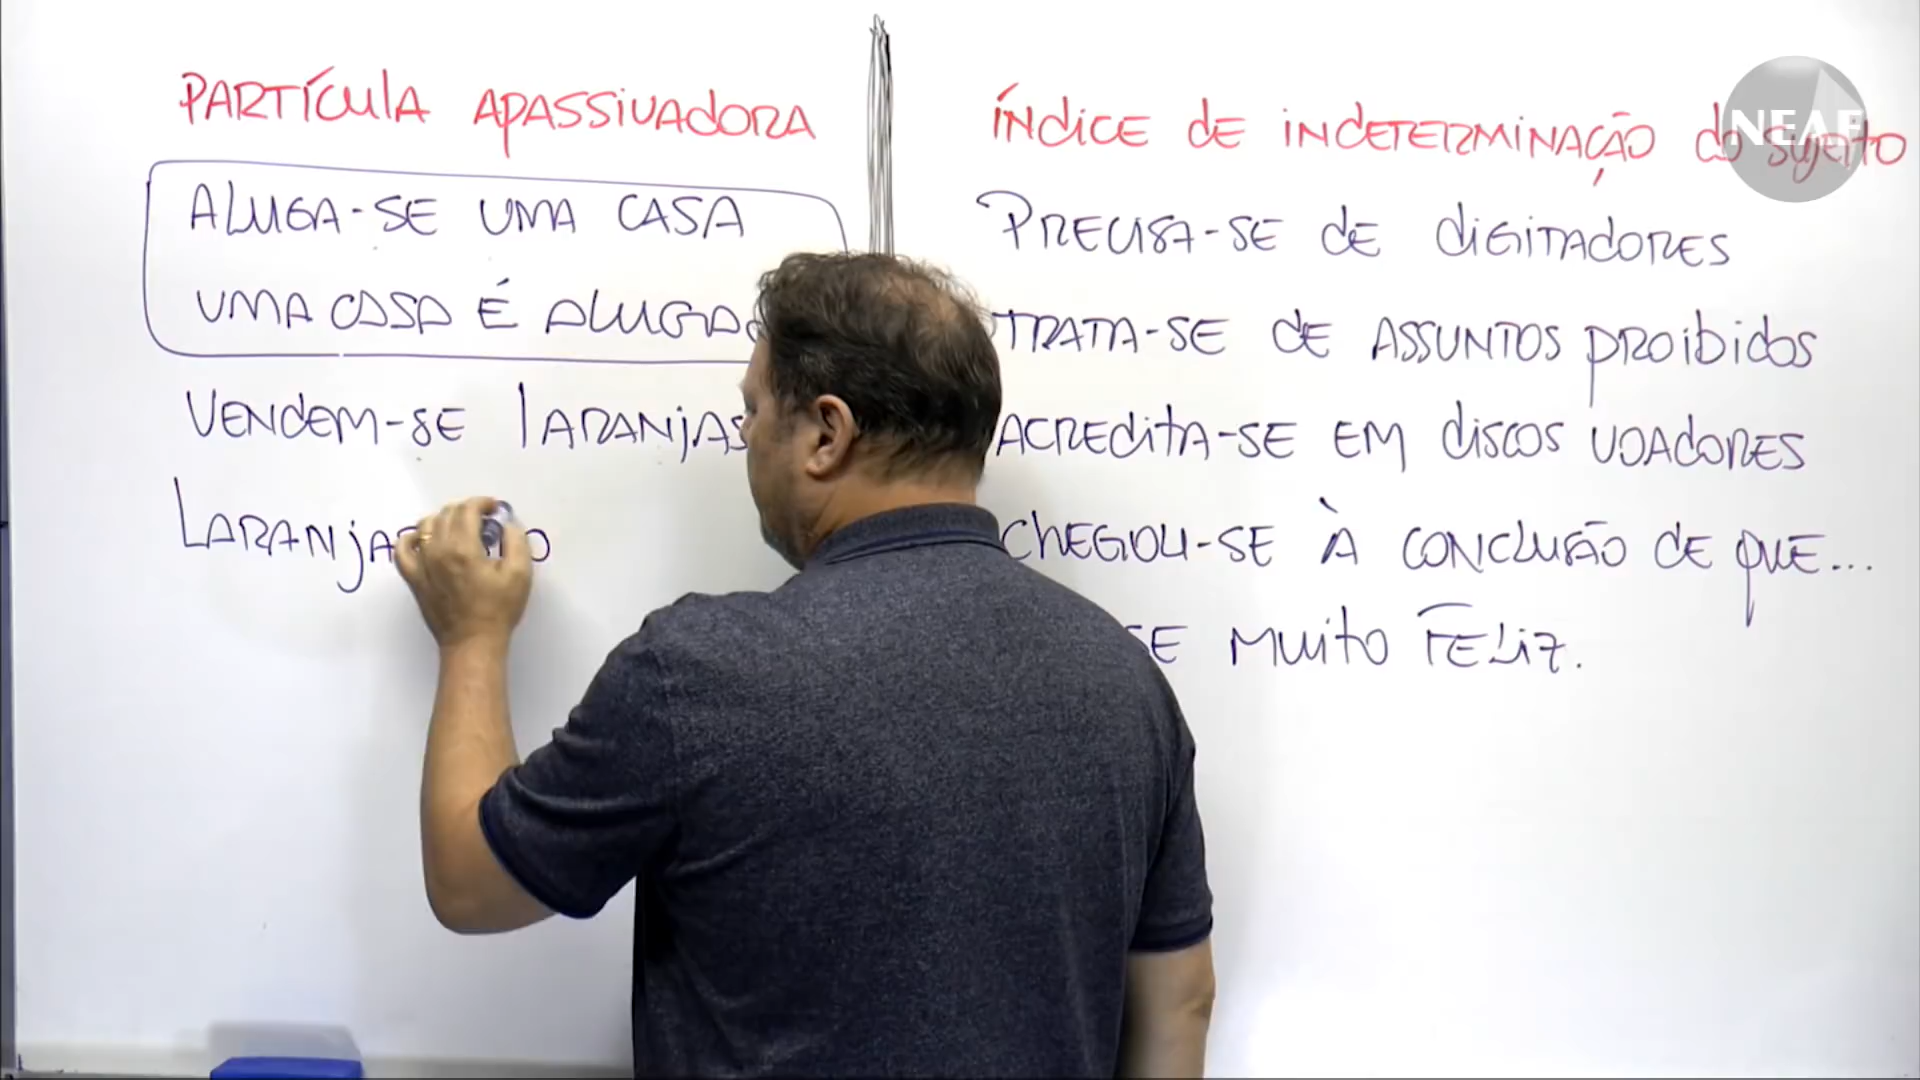 PARTÍCULA APASSIVADORA
ALUGA-SE UMA CASA
UMA CASA É
VENDEM-SE LARANJAS
ÍNDICE DE INDETERMINAÇÃO DO SUJEITO
PRECISA-SE DE DIGITADORES
TRATA-SE DE ASSUNTOS PROIBIDOS
ACREDITA-SE EM DISCOS VOADORES
CHEGOU-SE À CONCLUSÃO DE QUE...
SE MUITO FELIZ.
NEAF